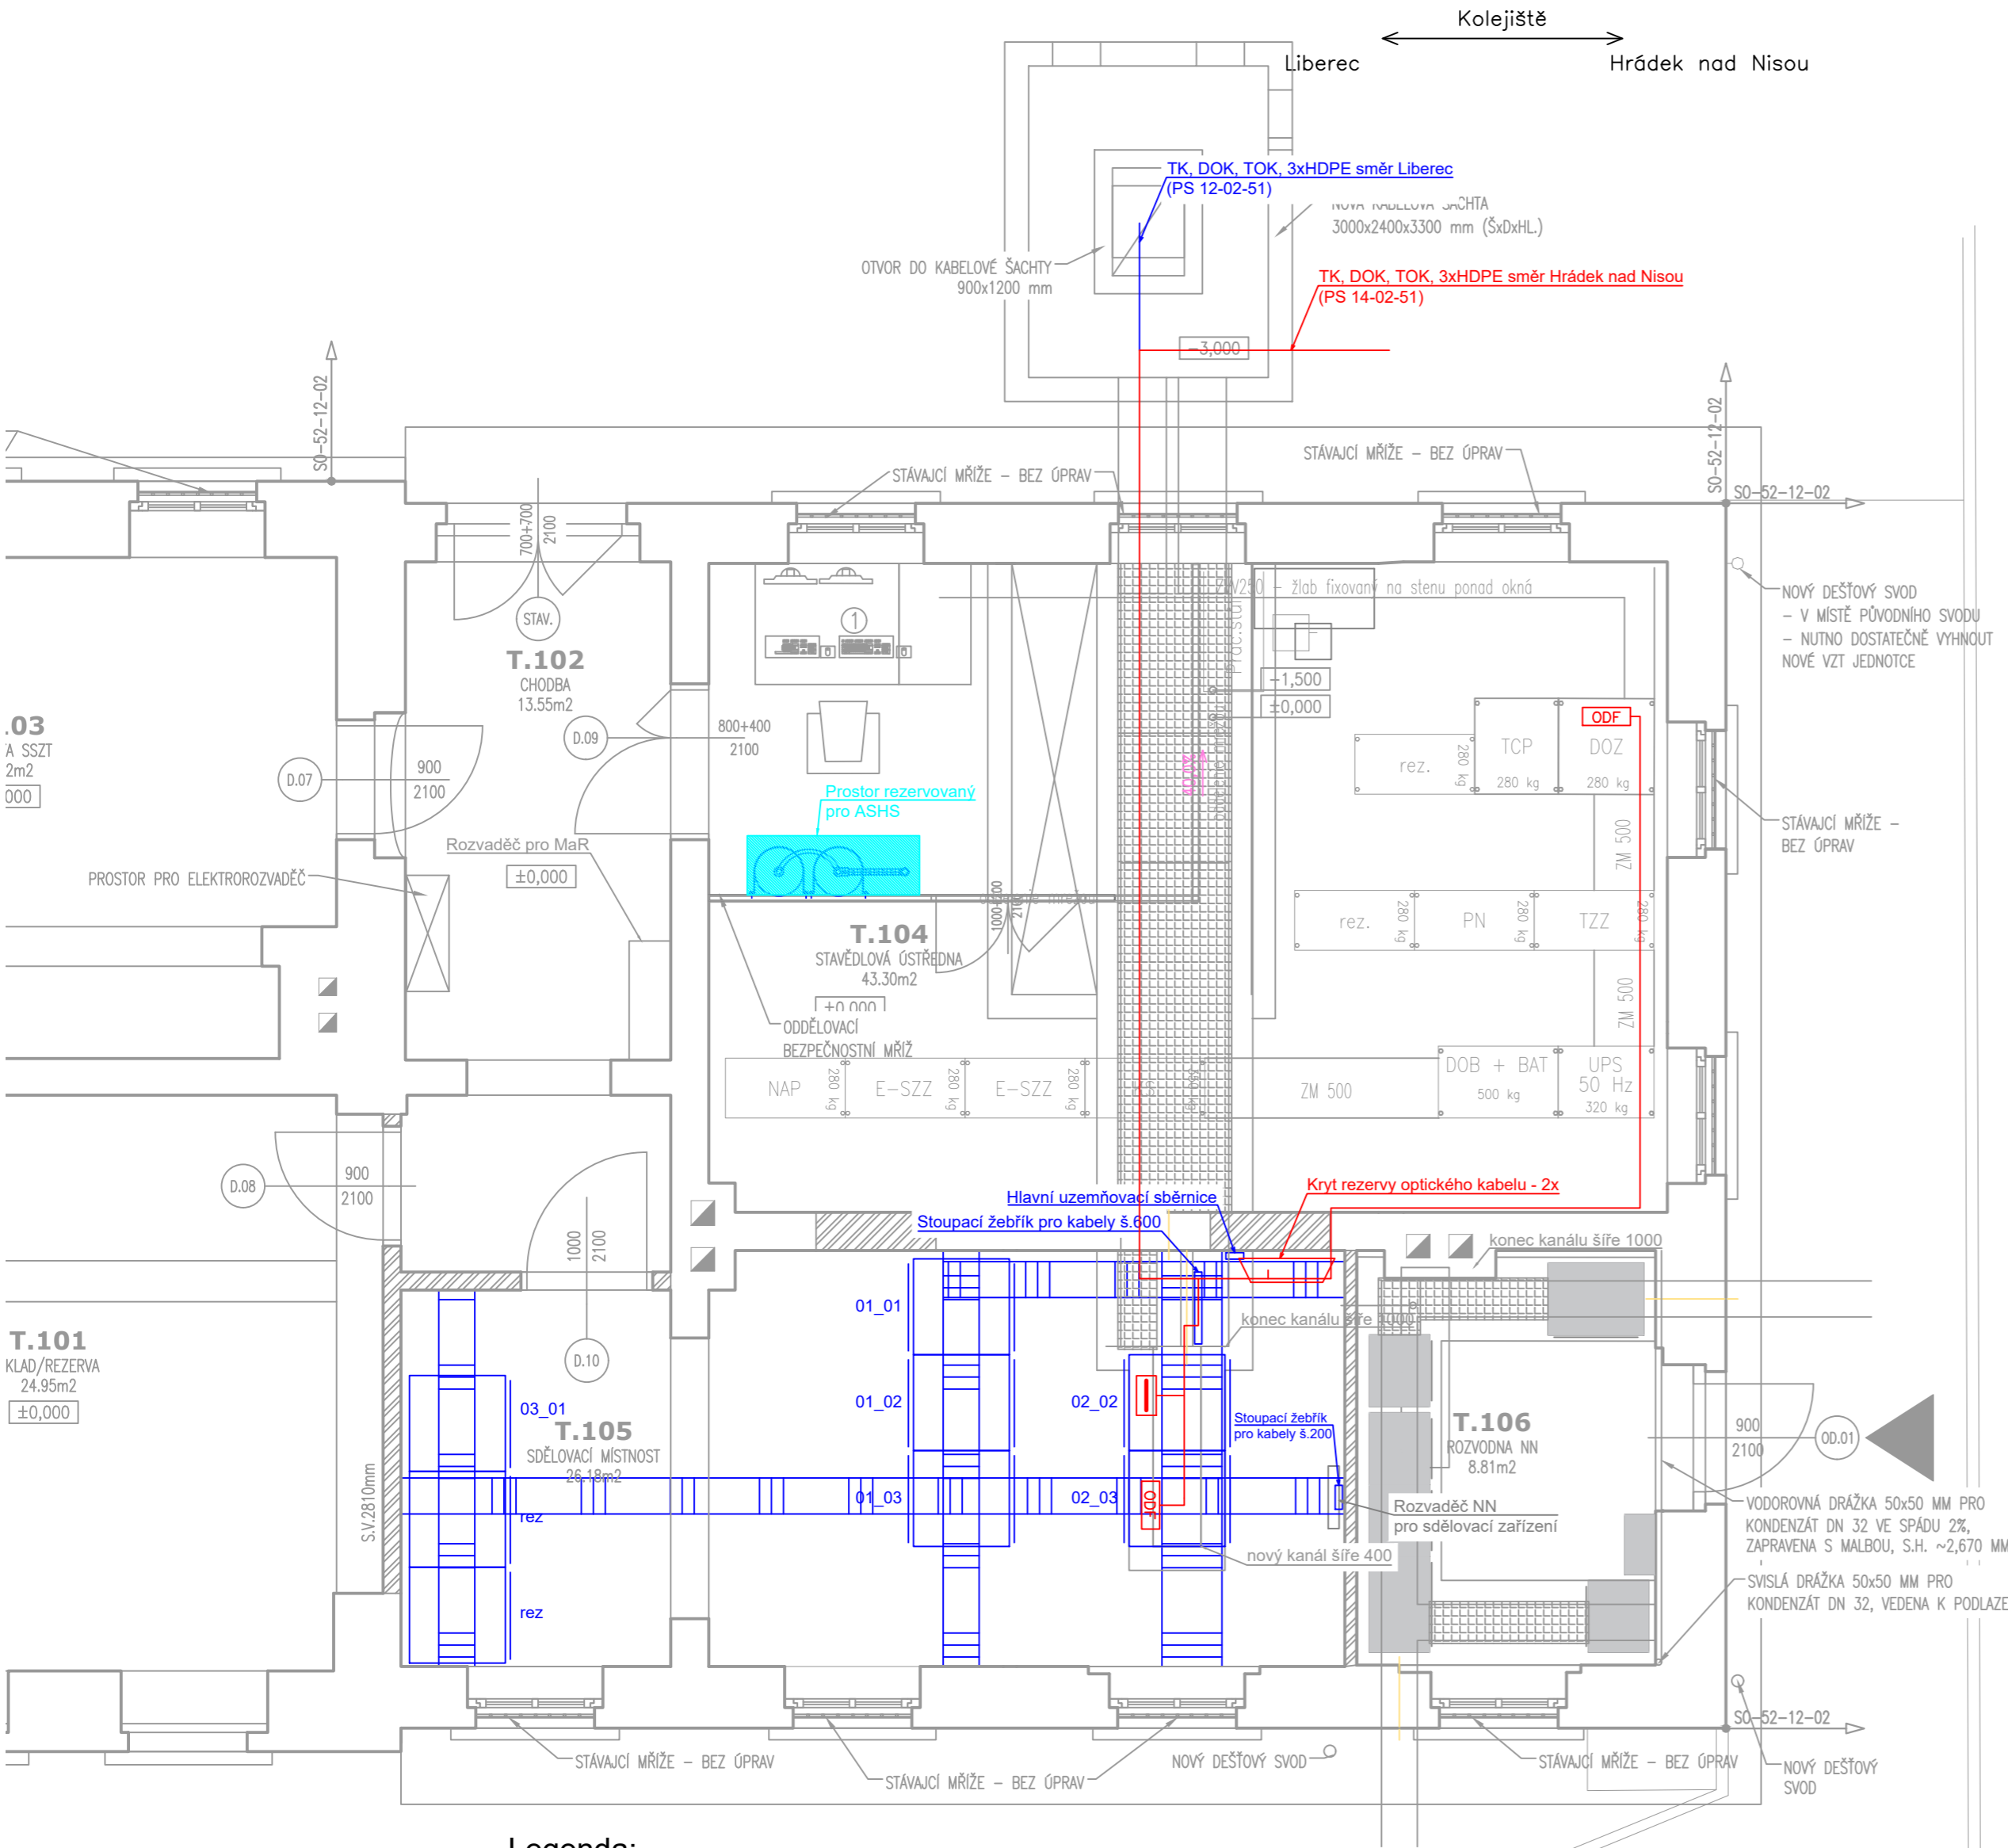 Kolejiště
Liberec
Hrádek nad Nisou
TK, DOK, TOK, 3xHDPE směr Liberec
(PS 12-02-51)
NOVÁ KABELOVÁ ŠACHTA
3000x2400x3300 mm (ŠxDxHL.)
OTVOR DO KABELOVÉ ŠACHTY
900x1200 mm
TK, DOK, TOK, 3xHDPE směr Hrádek nad Nisou
(PS 14-02-51)
-3,000
SO-52-12-02
SO-52-12-02
SO-52-12-02
STÁVAJCÍ MŘÍŽE – BEZ ÚPRAV
STÁVAJCÍ MŘÍŽE – BEZ ÚPRAV
700+700
2100
STAV.
T.102
CHODBA
13.55m2
1
ZW250 – žlab fixovaný na stenu ponad okná
Prac.stůl
-1,500
±0,000
NOVÝ DEŠŤOVÝ SVOD
– V MÍSTĚ PŮVODNÍHO SVODU
– NUTNO DOSTATEČNĚ VYHNOUT
NOVÉ VZT JEDNOTCE
.03
A SSZT
2m2
000
D.07
900
2100
D.09
800+400
2100
Prostor rezervovaný
pro ASHS
ODF
rez.
280 kg
TCP
280 kg
DOZ
280 kg
ZM 500
STÁVAJCÍ MŘÍŽE –
BEZ ÚPRAV
Rozvaděč pro MaR
±0,000
PROSTOR PRO ELEKTROROZVADĚČ
rez.
280 kg
PN
280 kg
TZZ
280 kg
T.104
STAVĚDLOVÁ ÚSTŘEDNA
43.30m2
±0,000
2100
ODDĚLOVACÍ
BEZPEČNOSTNÍ MŘÍŽ
ZM 500
NAP
280 kg
E-SZZ
280 kg
E-SZZ
280 kg
ZM 500
DOB + BAT
500 kg
UPS
50 Hz
320 kg
D.08
900
2100
1000
2100
Hlavní uzemňovací sběrnice
Stoupací žebřík pro kabely š.600
Kryt rezervy optického kabelu - 2x
konec kanálu šíře 1000
01_01
konec kanálu šíře 1000
T.101
KLAD/REZERVA
24.95m2
±0,000
D.10
03_01
T.105
SDĚLOVACÍ MÍSTNOST
26.18m2
01_02
02_02
Stoupací žebřík
pro kabely š.200
T.106
ROZVODNA NN
8.81m2
900
2100
OD.01
S.V.2810mm
01_03
02_03
ODF
Rozvaděč NN
pro sdělovací zařízení
rez
nový kanál šíře 400
rez
VODOROVNÁ DRÁŽKA 50x50 MM PRO
KONDENZÁT DN 32 VE SPÁDU 2%,
ZAPRAVENA S MALBOU, S.H. ~2,670 MM
SVISLÁ DRÁŽKA 50x50 MM PRO
KONDENZÁT DN 32, VEDENA K PODLAZE
SO-52-12-02
STÁVAJCÍ MŘÍŽE – BEZ ÚPRAV
STÁVAJCÍ MŘÍŽE – BEZ ÚPRAV
NOVÝ DEŠŤOVÝ SVOD
STÁVAJCÍ MŘÍŽE – BEZ ÚPRAV
NOVÝ DEŠŤOVÝ
SVOD
Legenda: